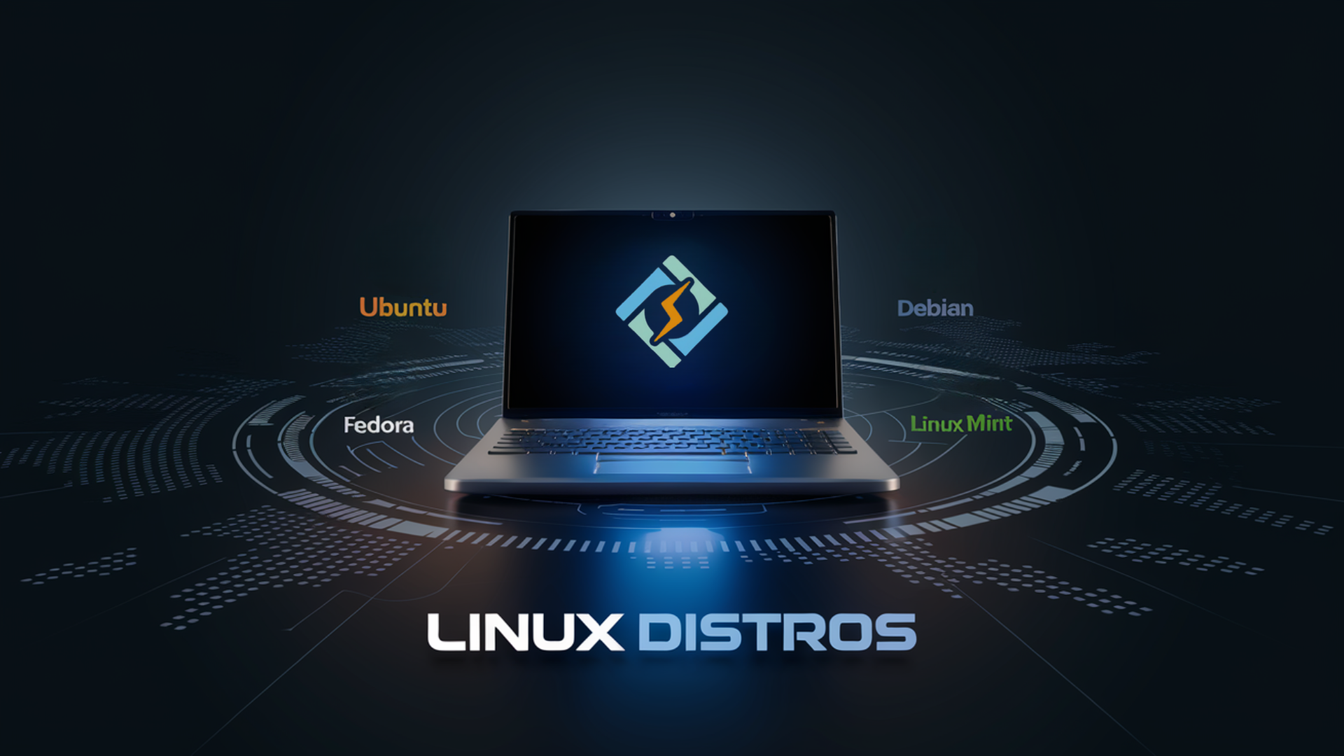 Ubuntu
Debian
Fedora
Linux Mint
LINUX DISTROS